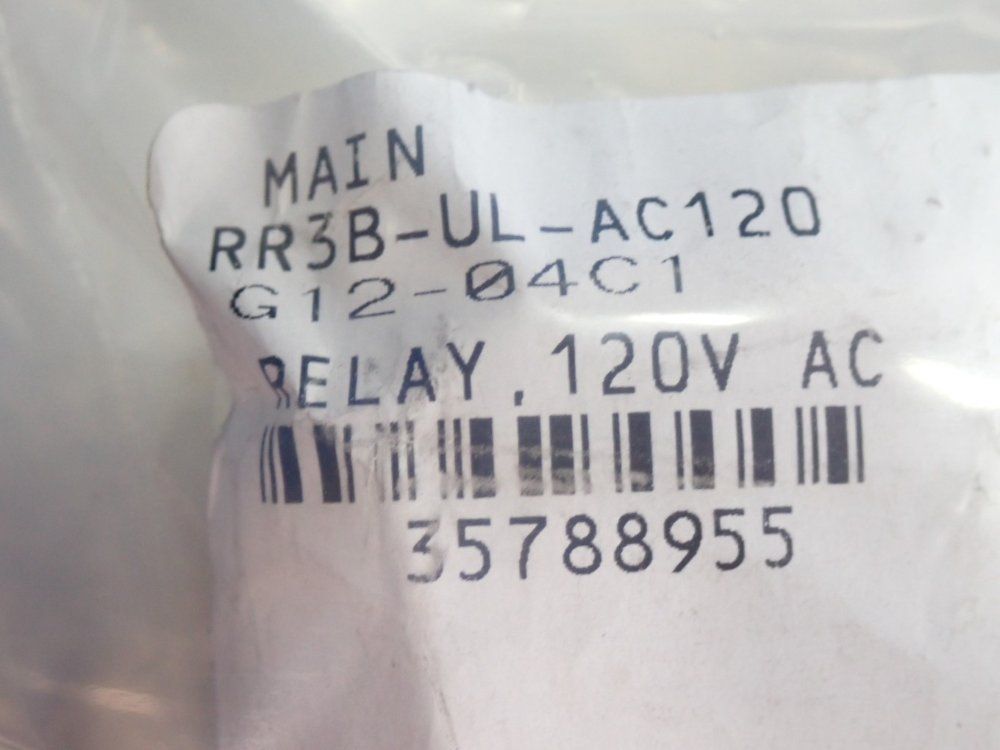 MAIN
RR3B-UL-AC120
G12-04C1
RELAY, 120V AC
35788955